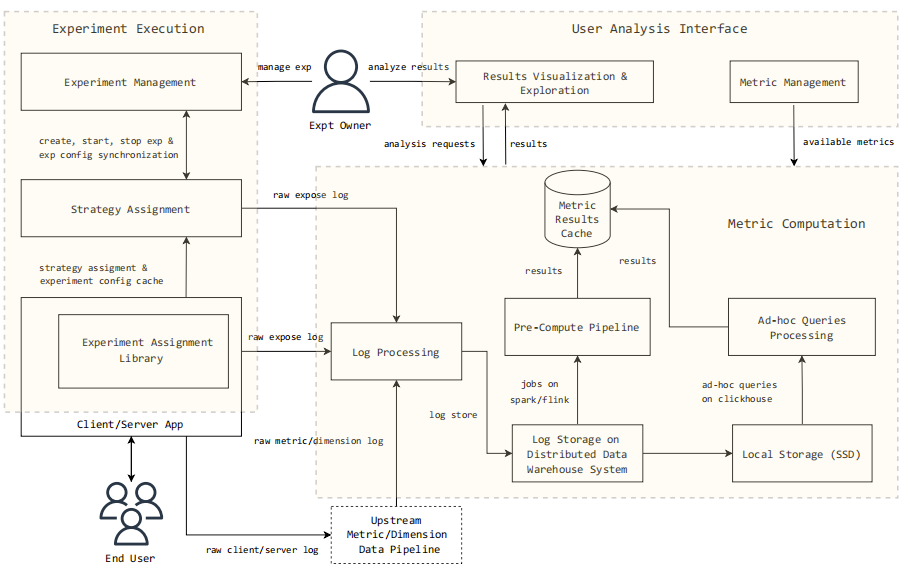 Experiment Execution
User Analysis Interface
Experiment Management
manage exp
analyze results
Expt Owner
Results Visualization &
Exploration
Metric Management
create, start, stop exp &
exp config synchronization
analysis requests
results
available metrics
Strategy Assignment
raw expose log
Metric
Results
Cache
Metric Computation
strategy assigment &
experiment config cache
results
results
Experiment Assignment
Library
raw expose log
Log Processing
Pre-Compute Pipeline
Ad-hoc Queries
Processing
jobs on
spark/flink
ad-hoc queries
on clickhouse
log store
Client/Server App
raw metric/dimension log
Log Storage on
Distributed Data
Warehouse System
Local Storage (SSD)
Upstream
Metric/Dimension
Data Pipeline
raw client/server log
End User